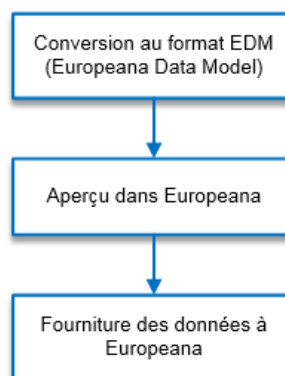 Conversion au format EDM
(Europeana Data Model)
Aperçu dans Europeana
Fourniture des données à
Europeana